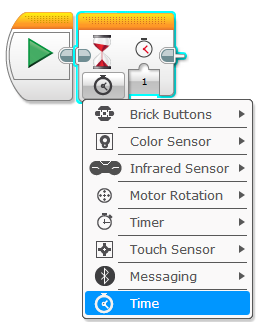 1
Brick Buttons
Color Sensor
Infrared Sensor
Motor Rotation
Timer
Touch Sensor
Messaging
Time